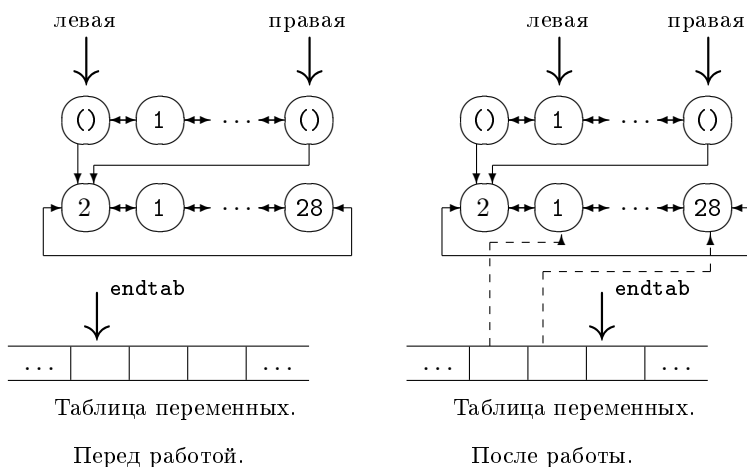 левая правая левая правая
() 1 ... () () 1 ... ()
2 1 ... 28 2 1 ... 28
endtab endtab
... ... ... ...
Таблица переменных. Таблица переменных.
Перед работой. После работы.